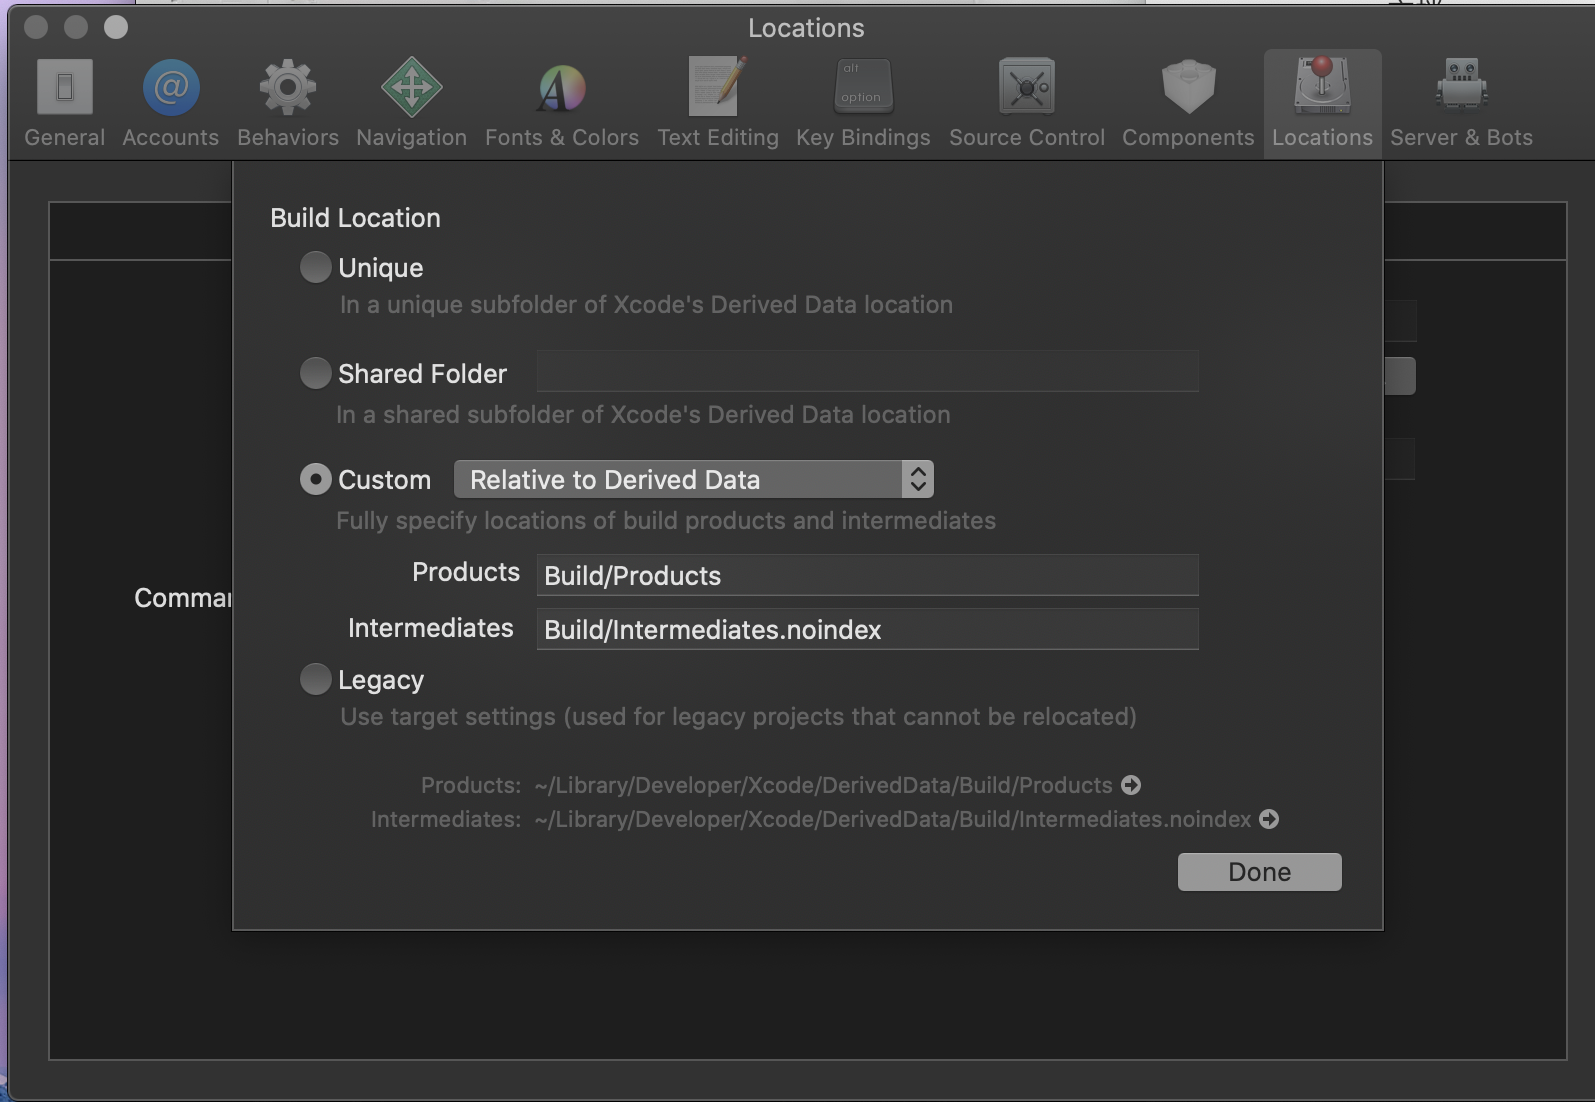 Locations
alt
option
General Accounts Behaviors Navigation Fonts & Colors Text Editing Key Bindings Source Control Components Locations Server & Bots
Build Location
Unique
In a unique subfolder of Xcode's Derived Data location
Shared Folder
In a shared subfolder of Xcode's Derived Data location
Custom Relative to Derived Data
Fully specify locations of build products and intermediates
Products Build/Products
Intermediates Build/Intermediates.noindex
Legacy
Use target settings (used for legacy projects that cannot be relocated)
Products: ~/Library/Developer/Xcode/DerivedData/Build/Products
Intermediates: ~/Library/Developer/Xcode/DerivedData/Build/Intermediates.noindex
Done